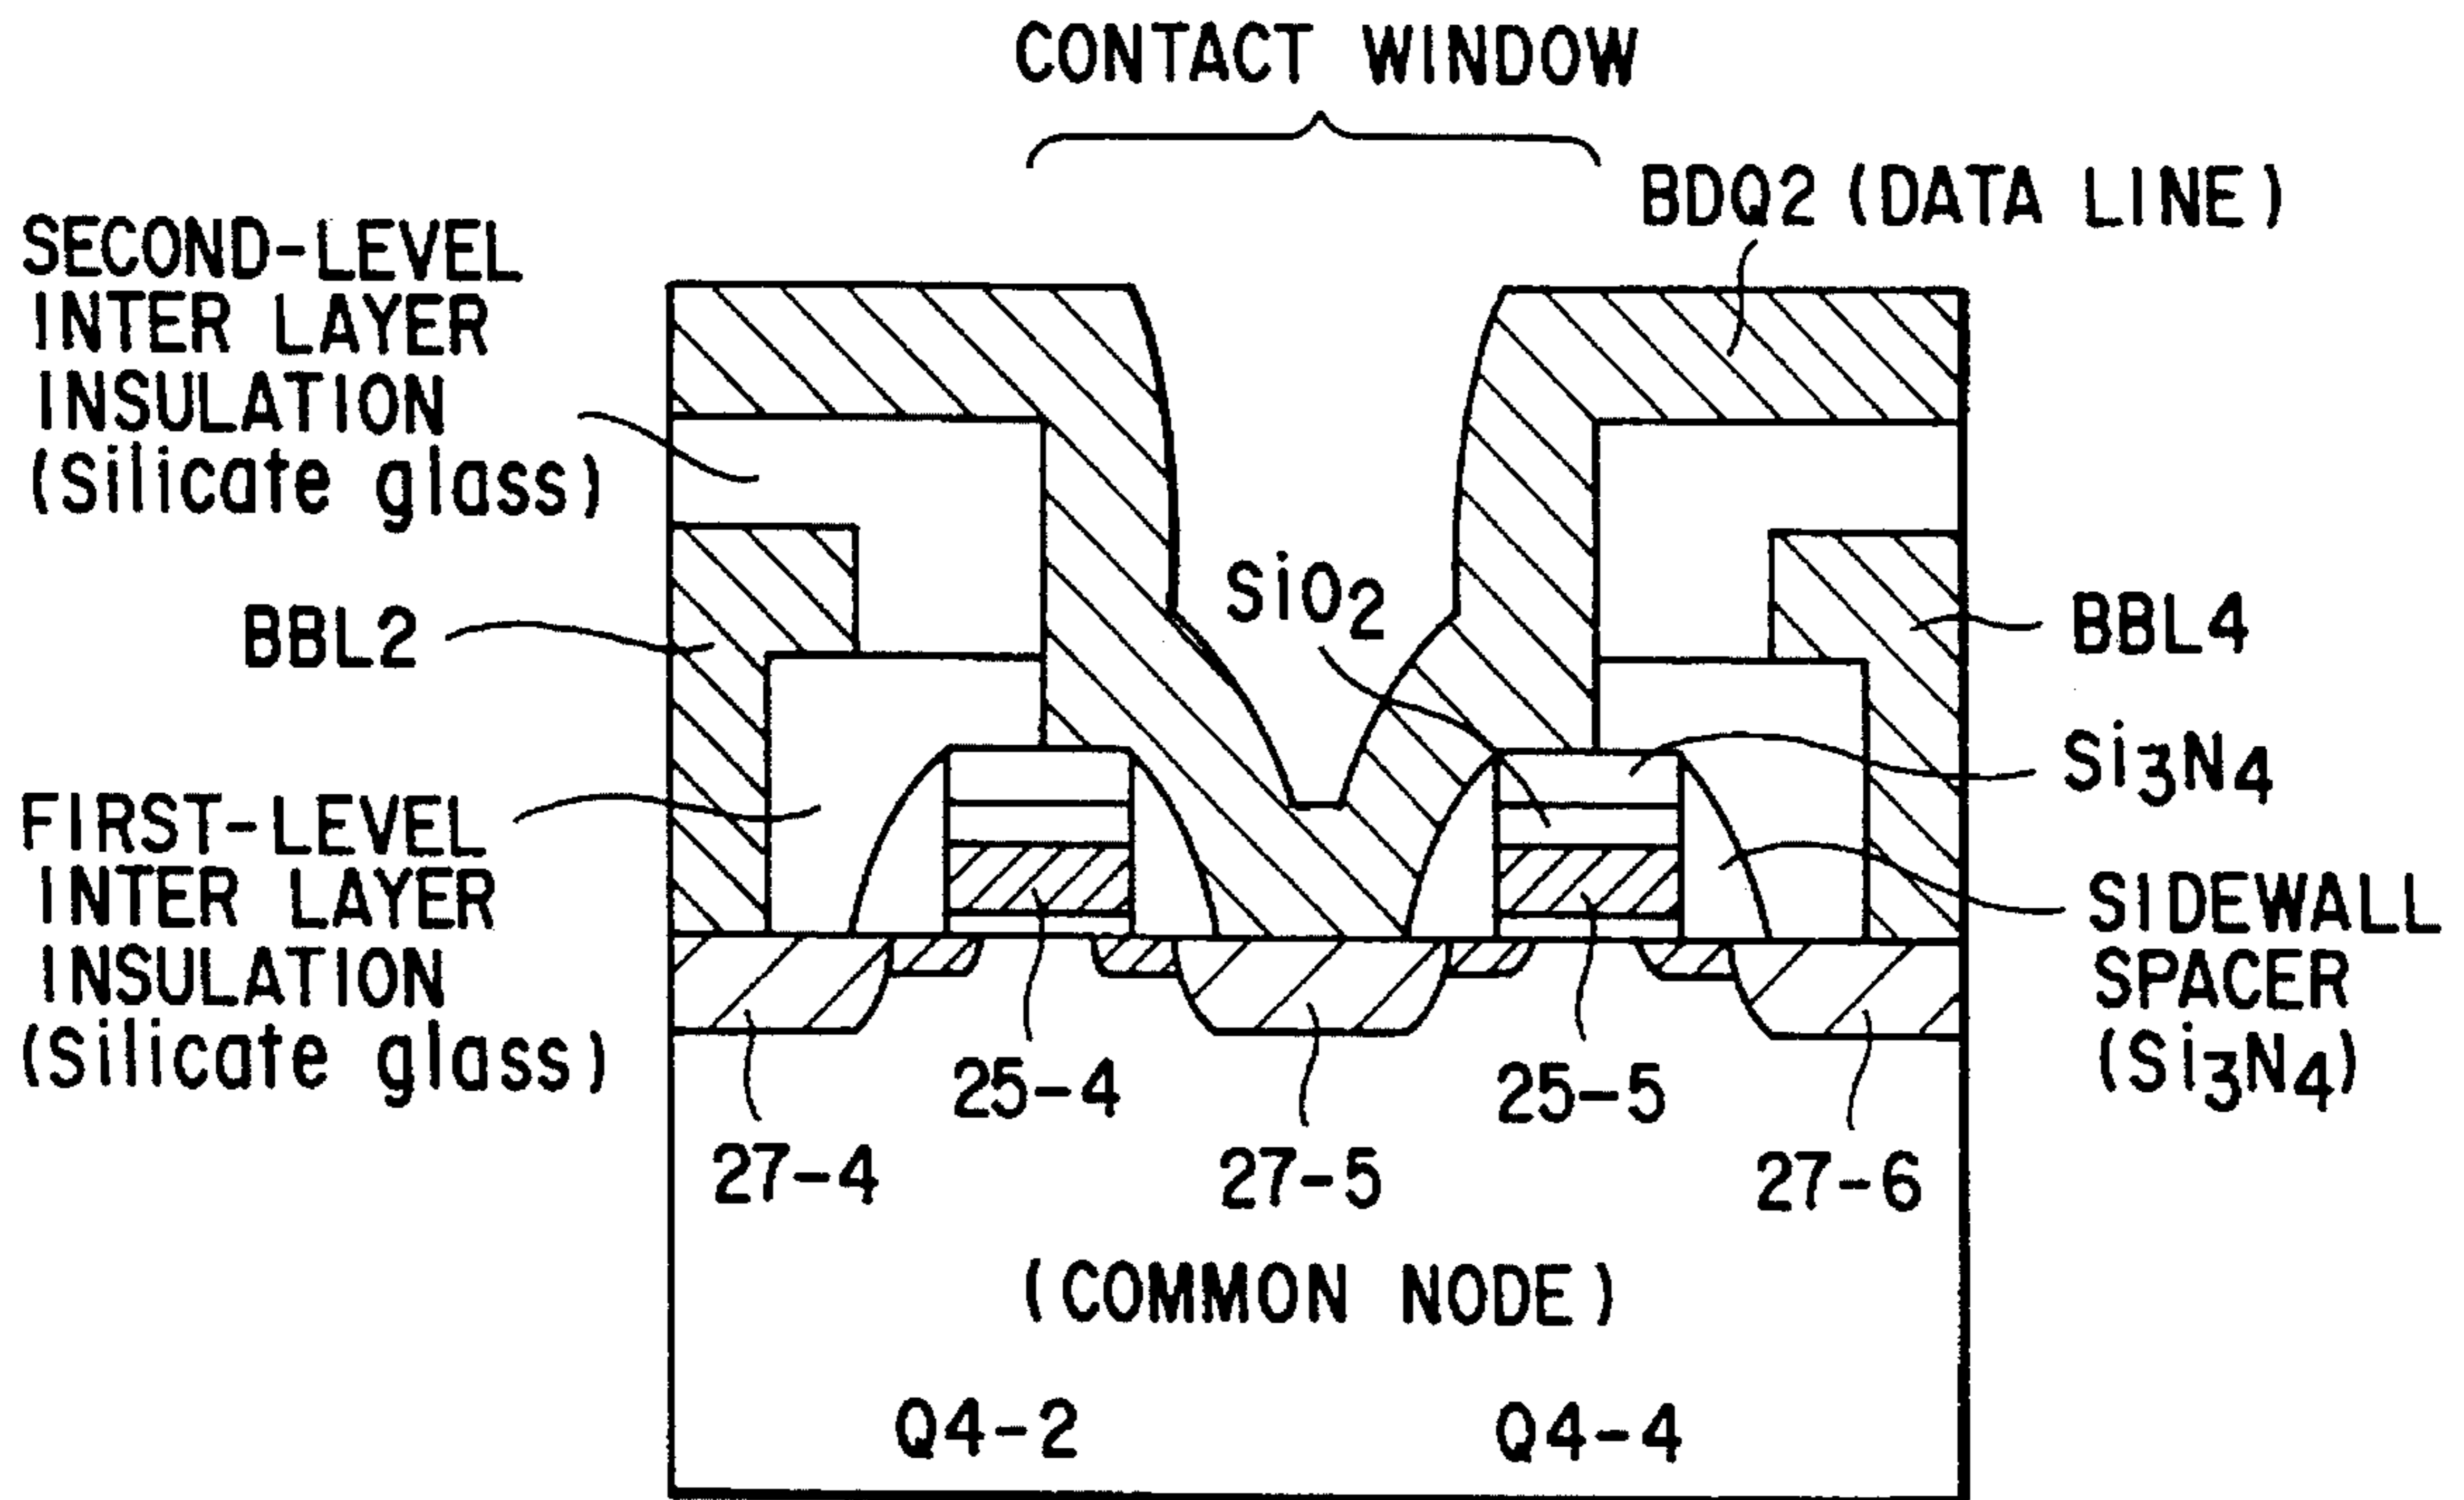 CONTACT WINDOW
BDQ2 (DATA LINE)
SECOND-LEVEL
INTER LAYER
INSULATION
(silicate glass)
SiO2
BBL2
BBL4
Si3N4
FIRST-LEVEL
INTER LAYER
INSULATION
(silicate glass)
SIDEWALL
SPACER
(Si3N4)
25-4
25-5
27-4
27-5
27-6
(COMMON NODE)
Q4-2
Q4-4